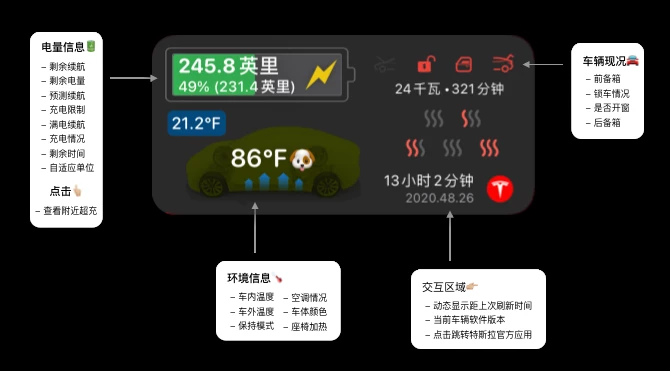 电量信息
– 剩余续航
– 剩余电量
– 预测续航
– 充电限制
– 满电续航
– 充电情况
– 剩余时间
– 自适应单位
点击
– 查看附近超充
245.8 英里
49% (231.4 英里)
21.2°F
86°F
24 千瓦 • 321 分钟
13 小时 2 分钟
2020.48.26
车辆现况
– 前备箱
– 锁车情况
– 是否开窗
– 后备箱
环境信息
– 车内温度 – 空调情况
– 车外温度 – 车体颜色
– 保持模式 – 座椅加热
交互区域
– 动态显示距上次刷新时间
– 当前车辆软件版本
– 点击跳转特斯拉官方应用